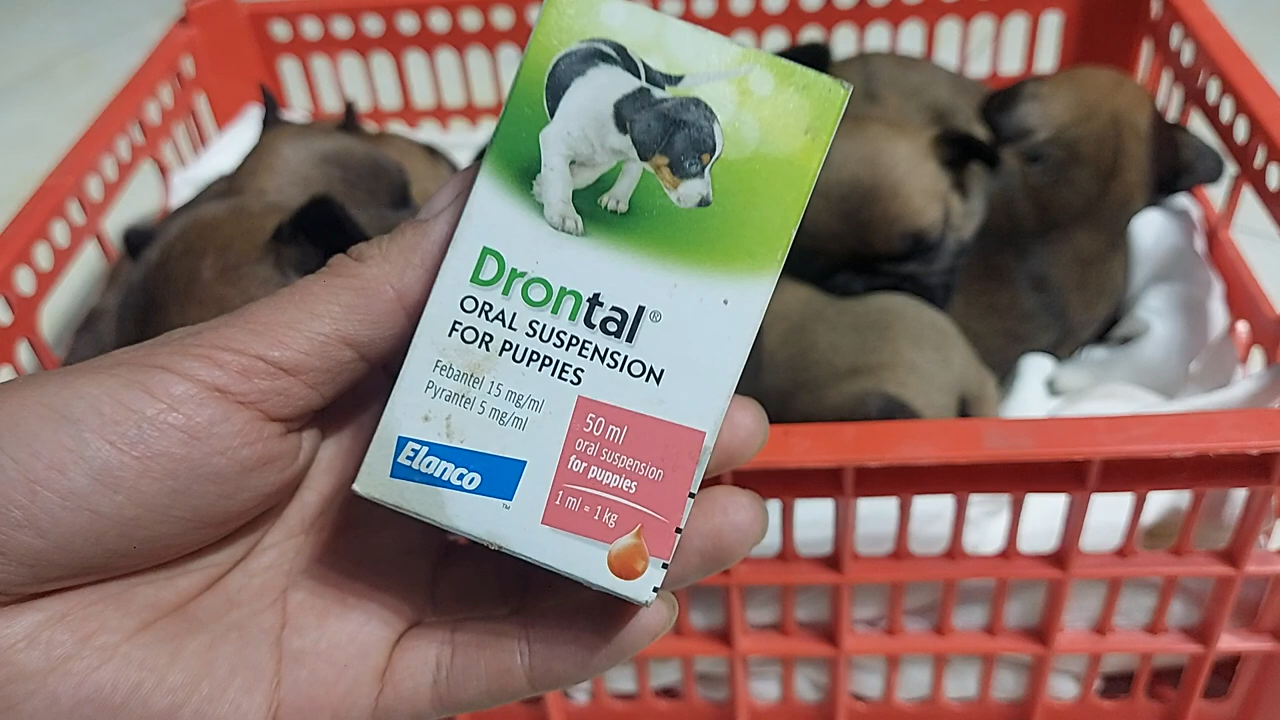 Drontal®
ORAL SUSPENSION
FOR PUPPIES
Febantel 15 mg/ml
Pyrantel 5 mg/ml
Elanco
™
50 ml
oral suspension
for puppies
1 ml = 1 kg